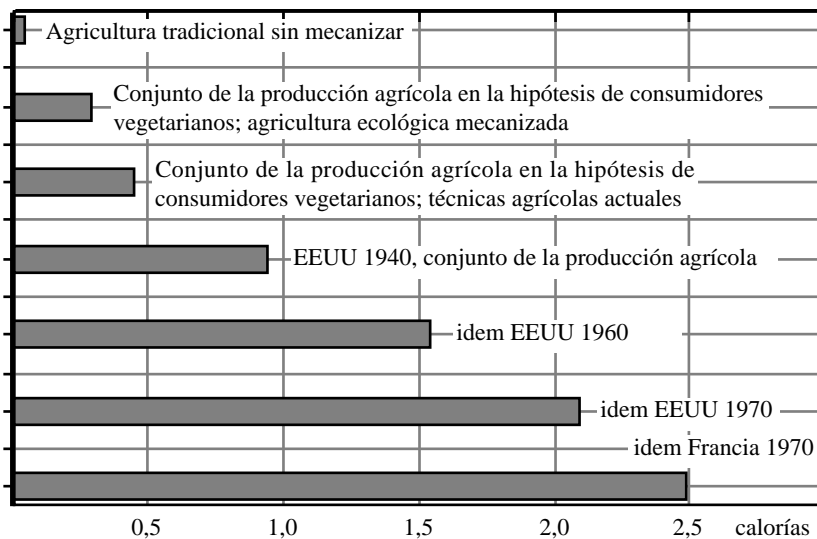 Agricultura tradicional sin mecanizar
Conjunto de la producción agrícola en la hipótesis de consumidores
vegetarianos; agricultura ecológica mecanizada
Conjunto de la producción agrícola en la hipótesis de
consumidores vegetarianos; técnicas agrícolas actuales
EEUU 1940, conjunto de la producción agrícola
idem EEUU 1960
idem EEUU 1970
idem Francia 1970
0,5 1,0 1,5 2,0 2,5 calorías